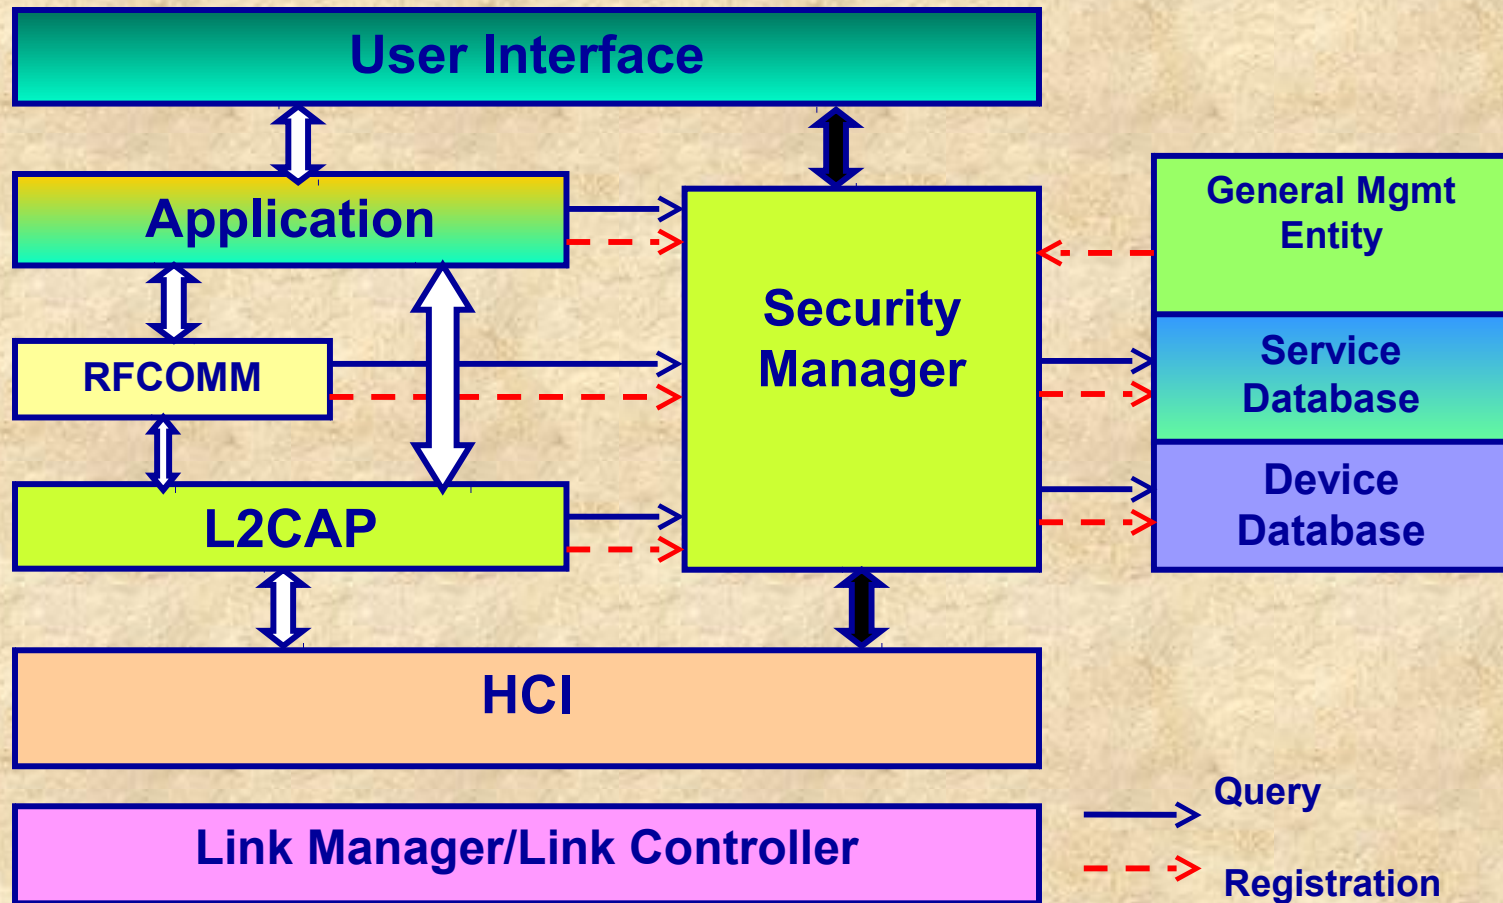 User Interface
Application
General Mgmt
Entity
Security
Manager
RFCOMM
Service
Database
L2CAP
Device
Database
HCI
Query
Link Manager/Link Controller
Registration